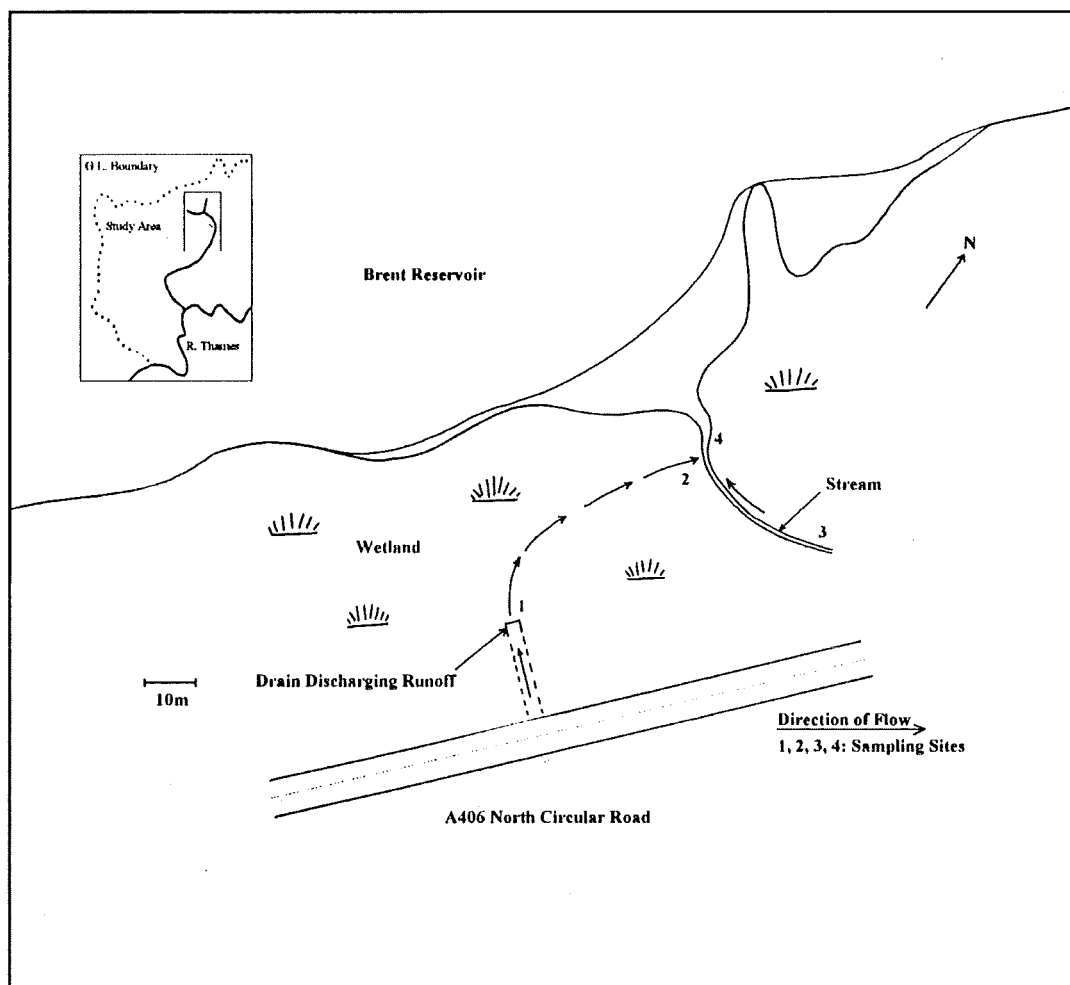 G.L. Boundary
Study Area
R. Thames
Brent Reservoir
N
4
2
Stream
3
Wetland
1
Drain Discharging Runoff
10m
Direction of Flow
1, 2, 3, 4: Sampling Sites
A406 North Circular Road